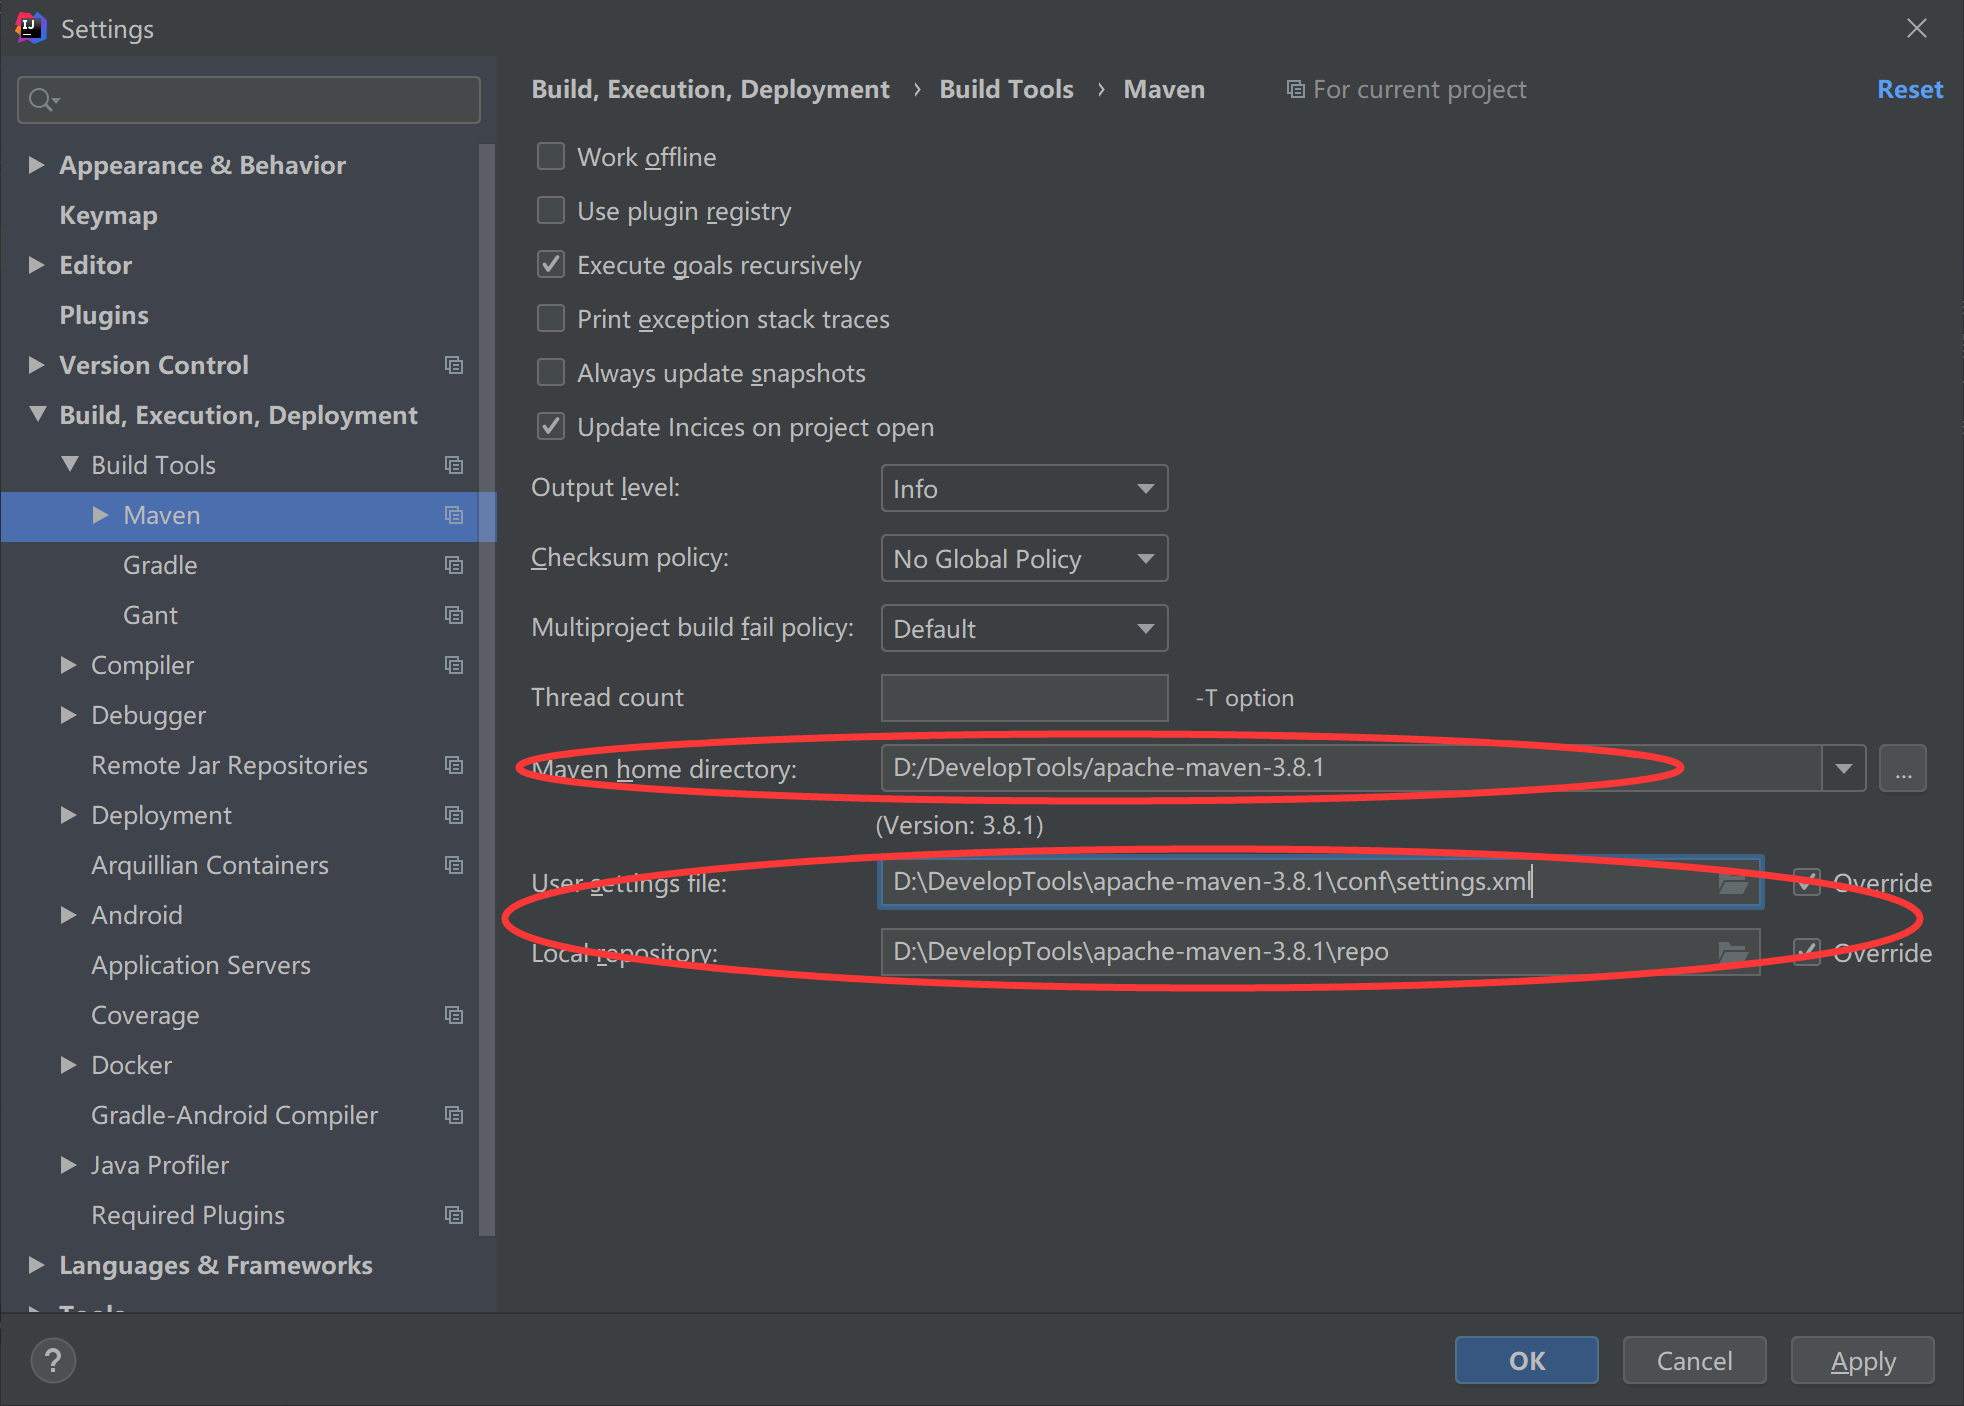 Settings
Build, Execution, Deployment › Build Tools › Maven For current project Reset
Appearance & Behavior
Keymap
Editor
Plugins
Version Control
Build, Execution, Deployment
Build Tools
Maven
Gradle
Gant
Compiler
Debugger
Remote Jar Repositories
Deployment
Arquillian Containers
Android
Application Servers
Coverage
Docker
Gradle-Android Compiler
Java Profiler
Required Plugins
Languages & Frameworks
Tools
Work offline
Use plugin registry
Execute goals recursively
Print exception stack traces
Always update snapshots
Update Incices on project open
Output level: Info
Checksum policy: No Global Policy
Multiproject build fail policy: Default
Thread count -T option
Maven home directory: D:/DevelopTools/apache-maven-3.8.1 ...
(Version: 3.8.1)
User settings file: D:\DevelopTools\apache-maven-3.8.1\conf\settings.xml Override
Local repository: D:\DevelopTools\apache-maven-3.8.1\repo Override
? OK Cancel Apply